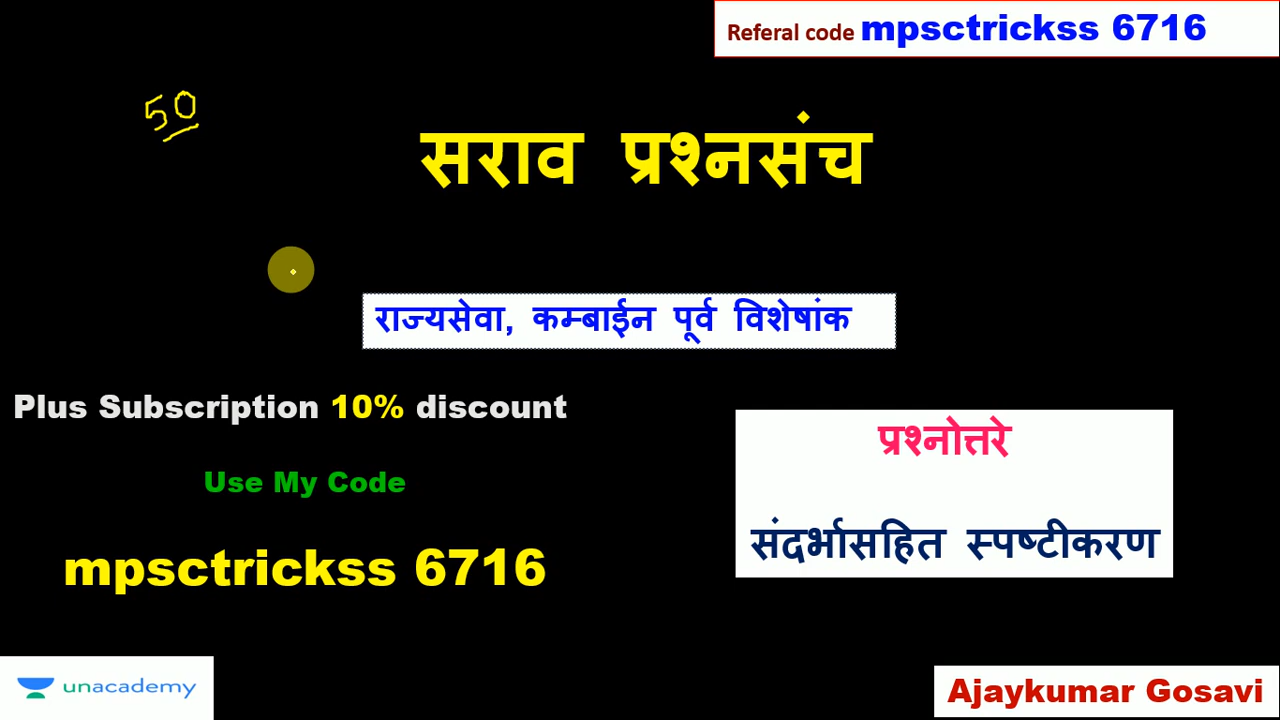 Referal code mpsctrickss 6716
50
सराव प्रश्नसंच
राज्यसेवा, कम्बाईन पूर्व विशेषांक
Plus Subscription 10% discount
Use My Code
mpsctrickss 6716
प्रश्नोत्तरे
संदर्भासहित स्पष्टीकरण
unacademy
Ajaykumar Gosavi